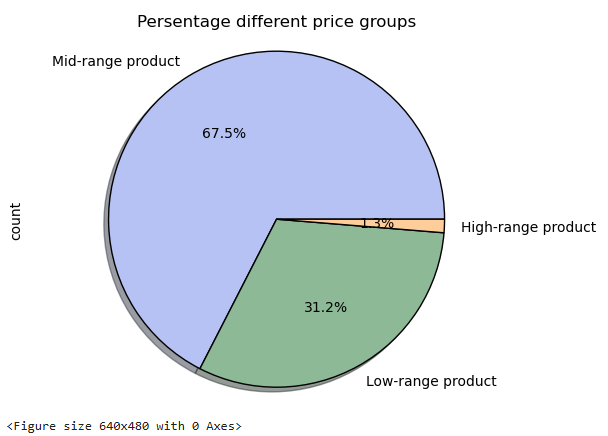 Persentage different price groups
Mid-range product
67.5%
count
1.3%
High-range product
31.2%
Low-range product
<Figure size 640x480 with 0 Axes>